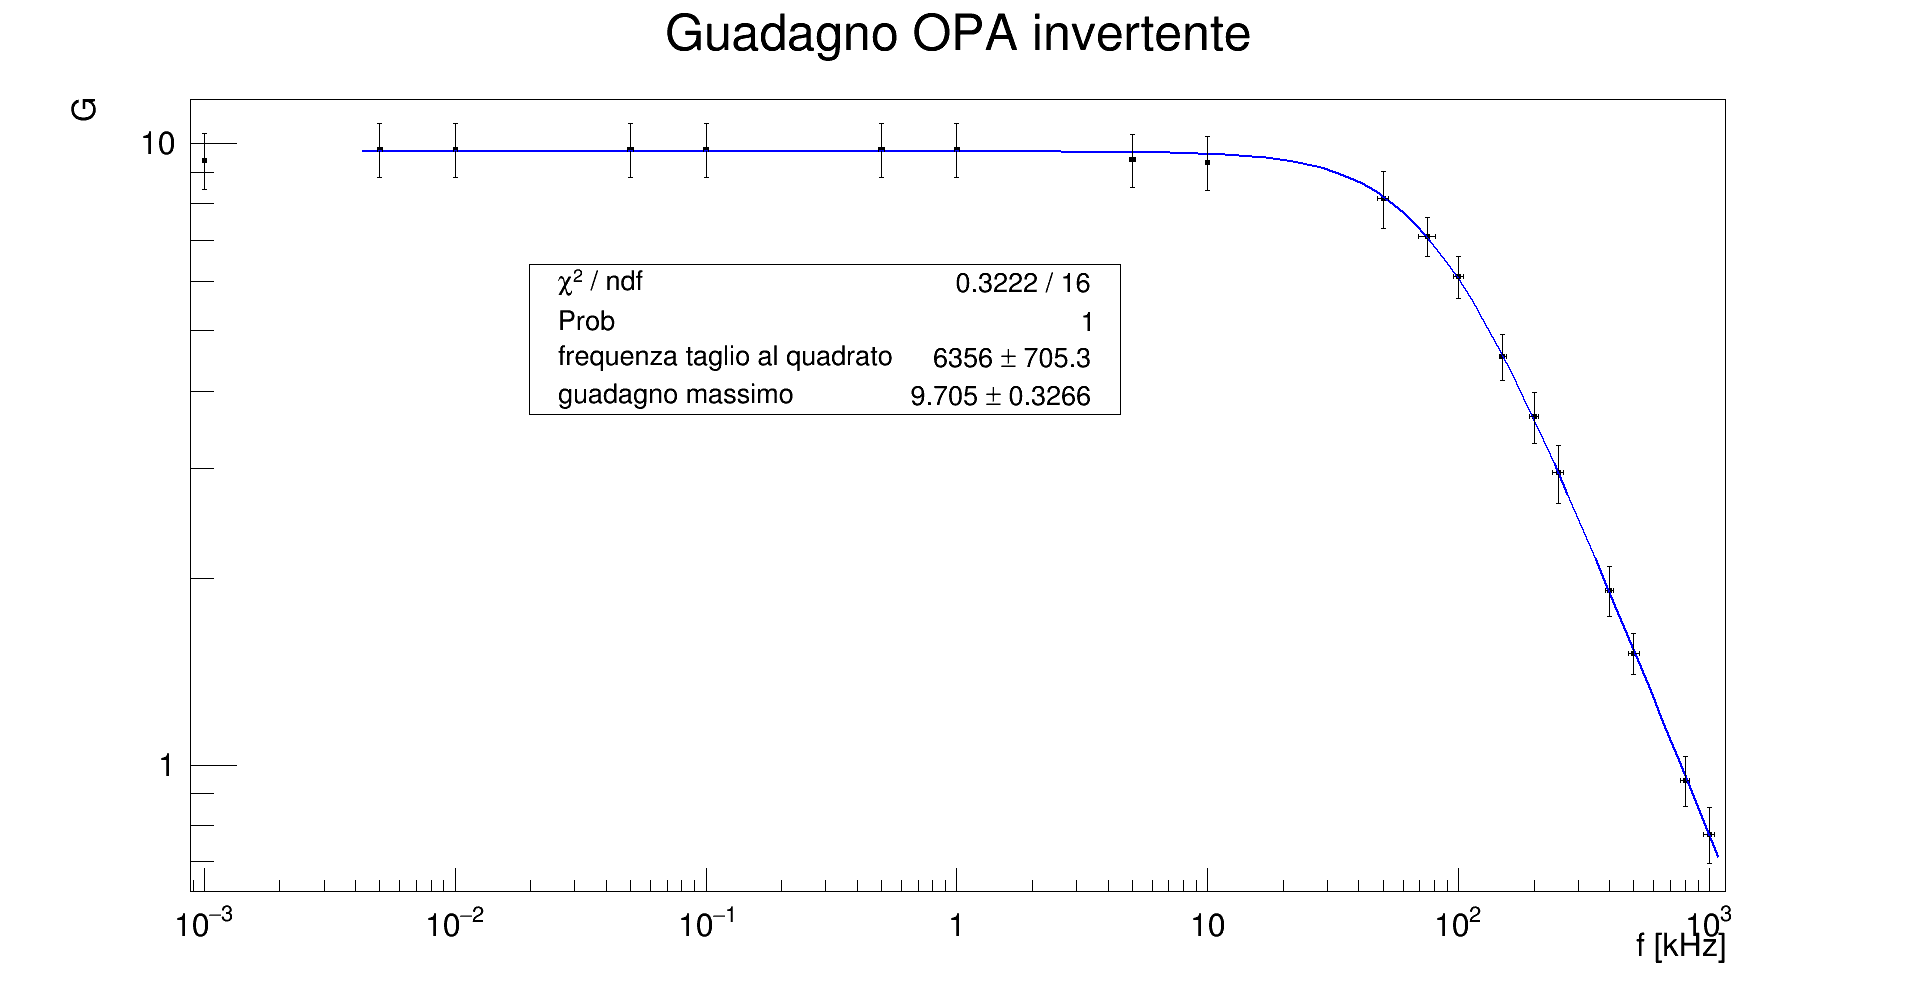 Guadagno OPA invertente
G
10
χ² / ndf 0.3222 / 16
Prob 1
frequenza taglio al quadrato 6356 ± 705.3
guadagno massimo 9.705 ± 0.3266
1
10⁻³ 10⁻² 10⁻¹ 1 10 10² 10³
f [kHz]